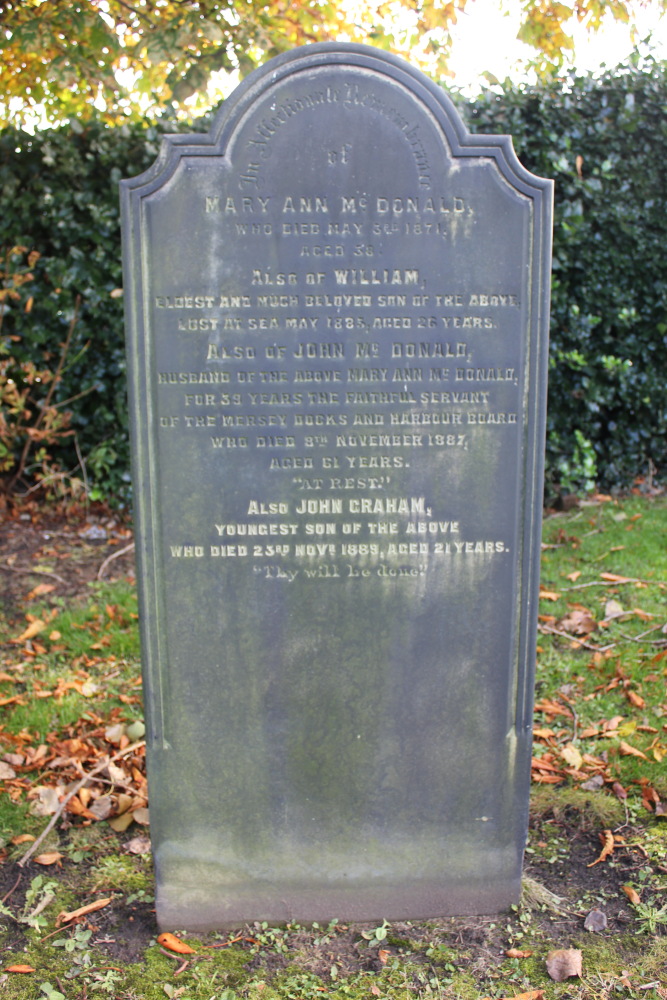 In Affectionate Remembrance
of
MARY ANN Mc DONALD,
WHO DIED MAY 3RD 1871,
AGED 38.
ALSO OF WILLIAM,
ELDEST AND MUCH BELOVED SON OF THE ABOVE,
LOST AT SEA MAY 1885, AGED 26 YEARS.
ALSO OF JOHN Mc DONALD,
HUSBAND OF THE ABOVE MARY ANN Mc DONALD,
FOR 39 YEARS THE FAITHFUL SERVANT
OF THE MERSEY DOCKS AND HARBOUR BOARD
WHO DIED 8TH NOVEMBER 1887,
AGED 61 YEARS.
"AT REST."
ALSO JOHN GRAHAM,
YOUNGEST SON OF THE ABOVE
WHO DIED 23RD NOVR 1889, AGED 21 YEARS.
"Thy will be done."